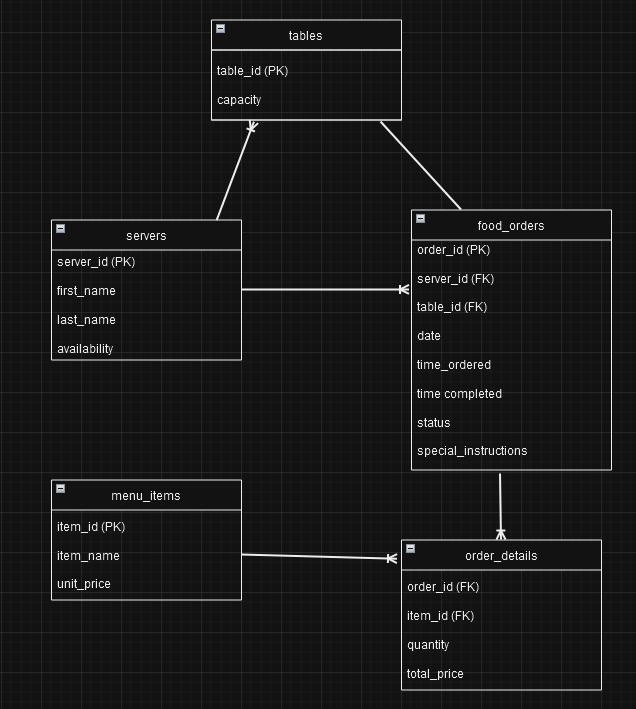 tables
table_id (PK)
capacity
servers
server_id (PK)
first_name
last_name
availability
food_orders
order_id (PK)
server_id (FK)
table_id (FK)
date
time_ordered
time completed
status
special_instructions
menu_items
item_id (PK)
item_name
unit_price
order_details
order_id (FK)
item_id (FK)
quantity
total_price